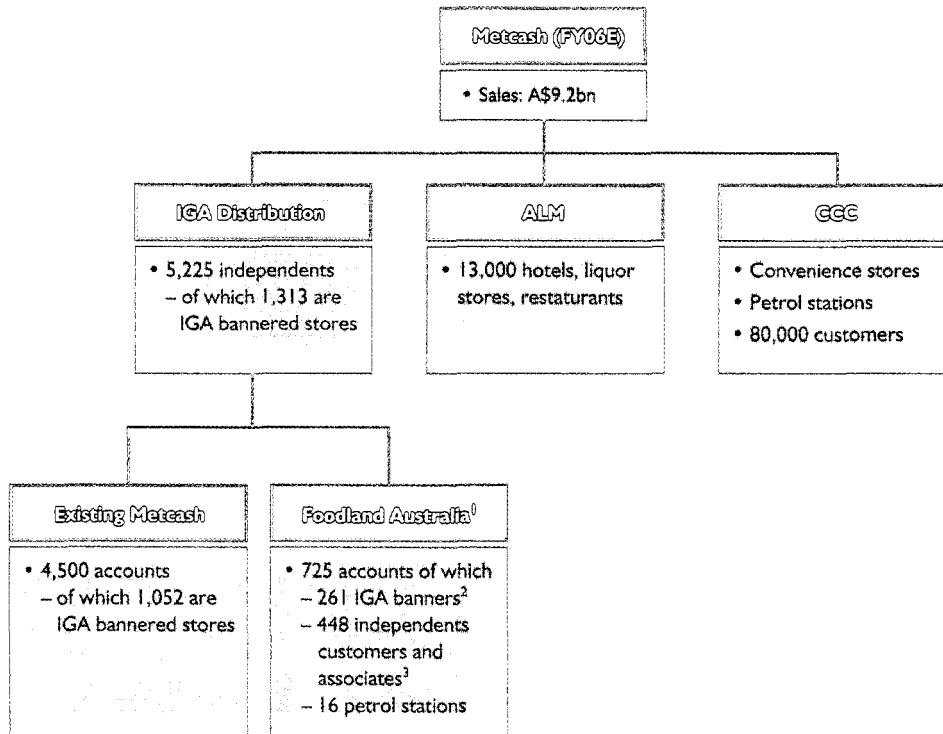 Metcash (FY06E)
• Sales: A$9.2bn
IGA Distribution
• 5,225 independents
– of which 1,313 are
IGA bannered stores
ALM
• 13,000 hotels, liquor
stores, restaturants
CCC
• Convenience stores
• Petrol stations
• 80,000 customers
Existing Metcash
• 4,500 accounts
– of which 1,052 are
IGA bannered stores
Foodland Australia¹
• 725 accounts of which
– 261 IGA banners²
– 448 independents
customers and
associates³
– 16 petrol stations